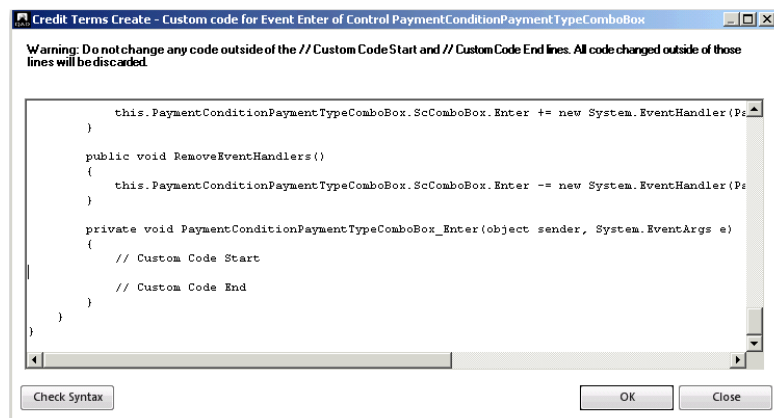 QAD Credit Terms Create - Custom code for Event Enter of Control PaymentConditionPaymentTypeComboBox
Warning: Do not change any code outside of the // Custom Code Start and // Custom Code End lines. All code changed outside of those
lines will be discarded.
this.PaymentConditionPaymentTypeComboBox.ScComboBox.Enter += new System.EventHandler(Pa
}
public void RemoveEventHandlers()
{
this.PaymentConditionPaymentTypeComboBox.ScComboBox.Enter -= new System.EventHandler(Pa
}
private void PaymentConditionPaymentTypeComboBox_Enter(object sender, System.EventArgs e)
{
// Custom Code Start
// Custom Code End
}
}
}
Check Syntax
OK
Close